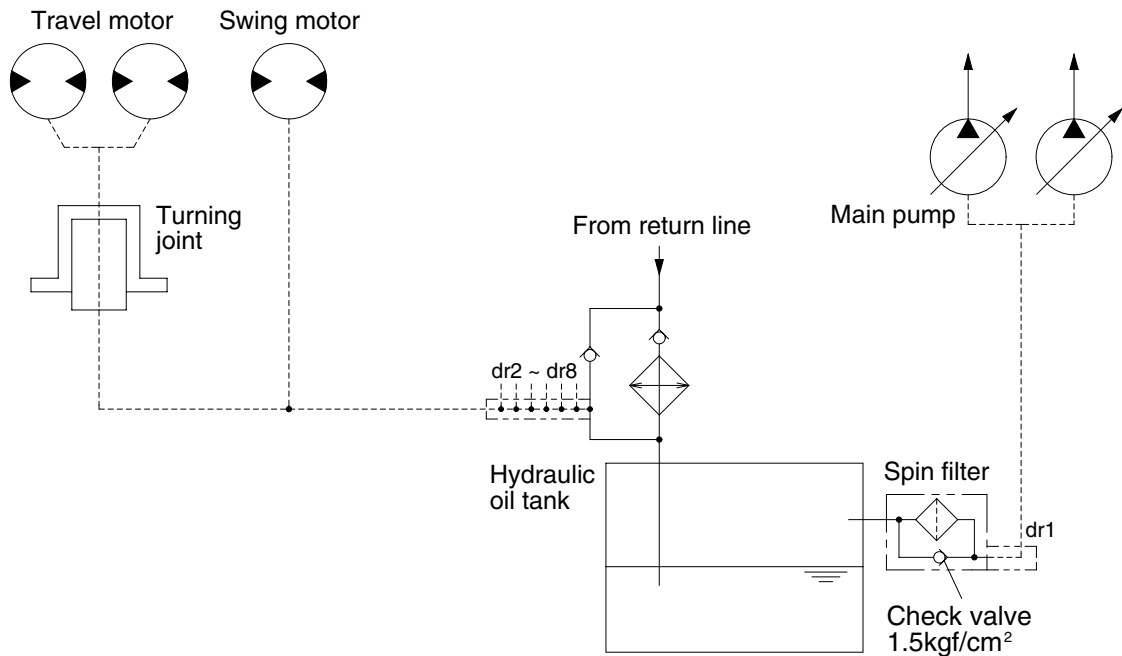 Travel motor
Swing motor
Turning
joint
From return line
Main pump
dr2 ~ dr8
Hydraulic
oil tank
Spin filter
dr1
Check valve
1.5kgf/cm²